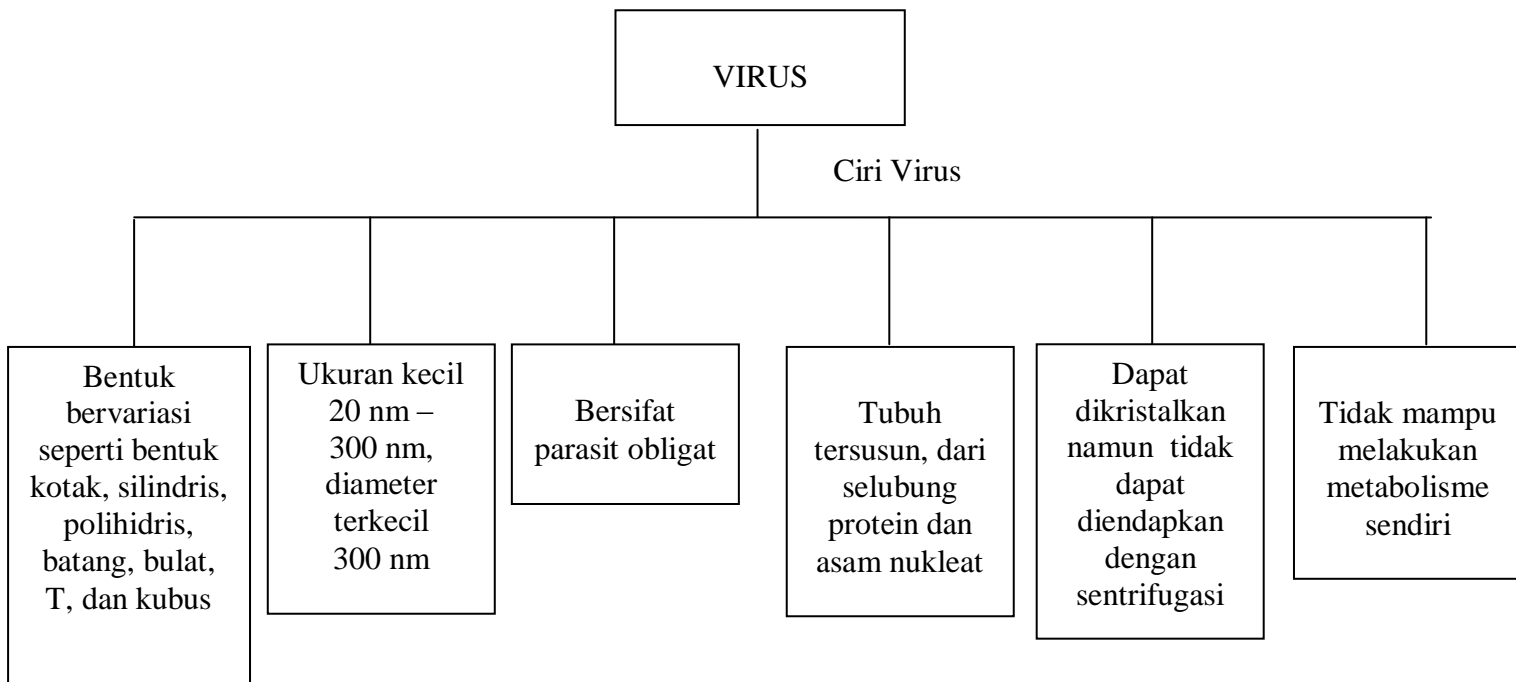 VIRUS
Ciri Virus
Bentuk
bervariasi
seperti bentuk
kotak, silindris,
polihidris,
batang, bulat,
T, dan kubus
Ukuran kecil
20 nm –
300 nm,
diameter
terkecil
300 nm
Bersifat
parasit obligat
Tubuh
tersusun, dari
selubung
protein dan
asam nukleat
Dapat
dikristalkan
namun tidak
dapat
diendapkan
dengan
sentrifugasi
Tidak mampu
melakukan
metabolisme
sendiri